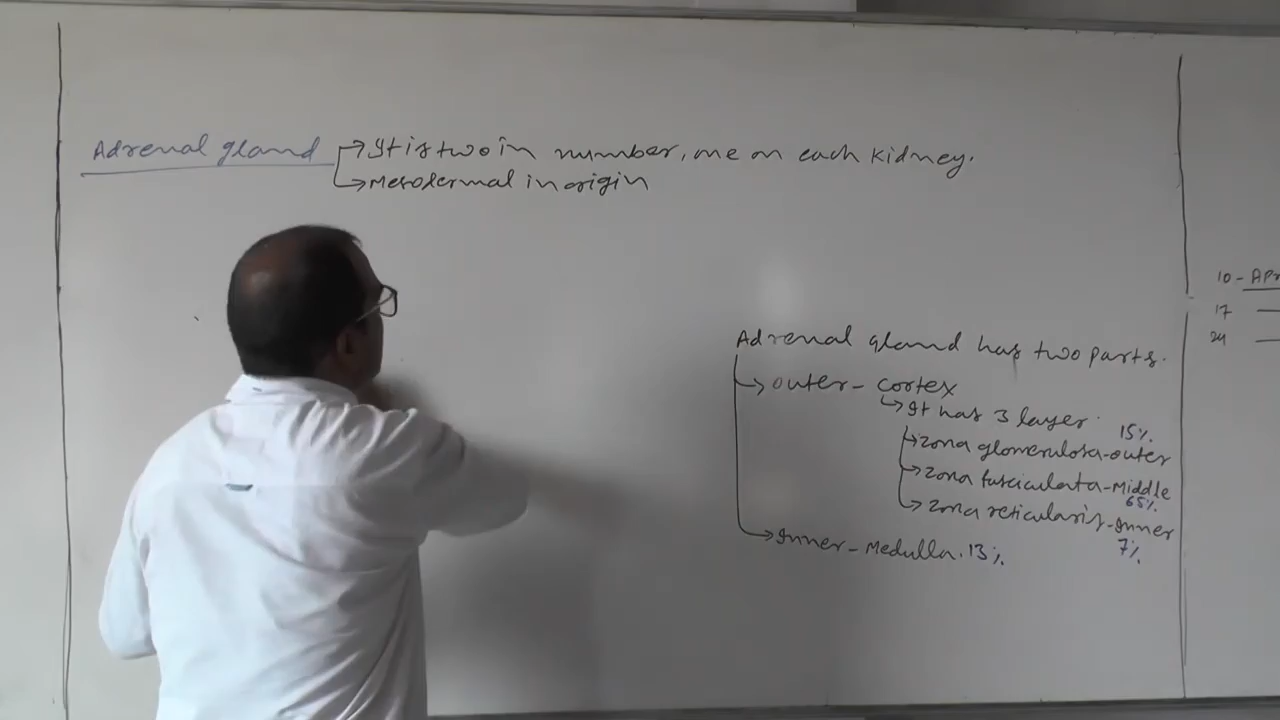 Adrenal gland → It is two in number, one on each kidney.
→ Mesodermal in origin
Adrenal gland has two parts.
→ outer - cortex
→ It has 3 layer.
→ zona glomerulosa - outer 15%.
→ zona fasciculata - Middle 65%.
→ zona reticularis - Inner 7%.
→ Inner - Medulla. 13%.
10 - Apr
17 —
24 —